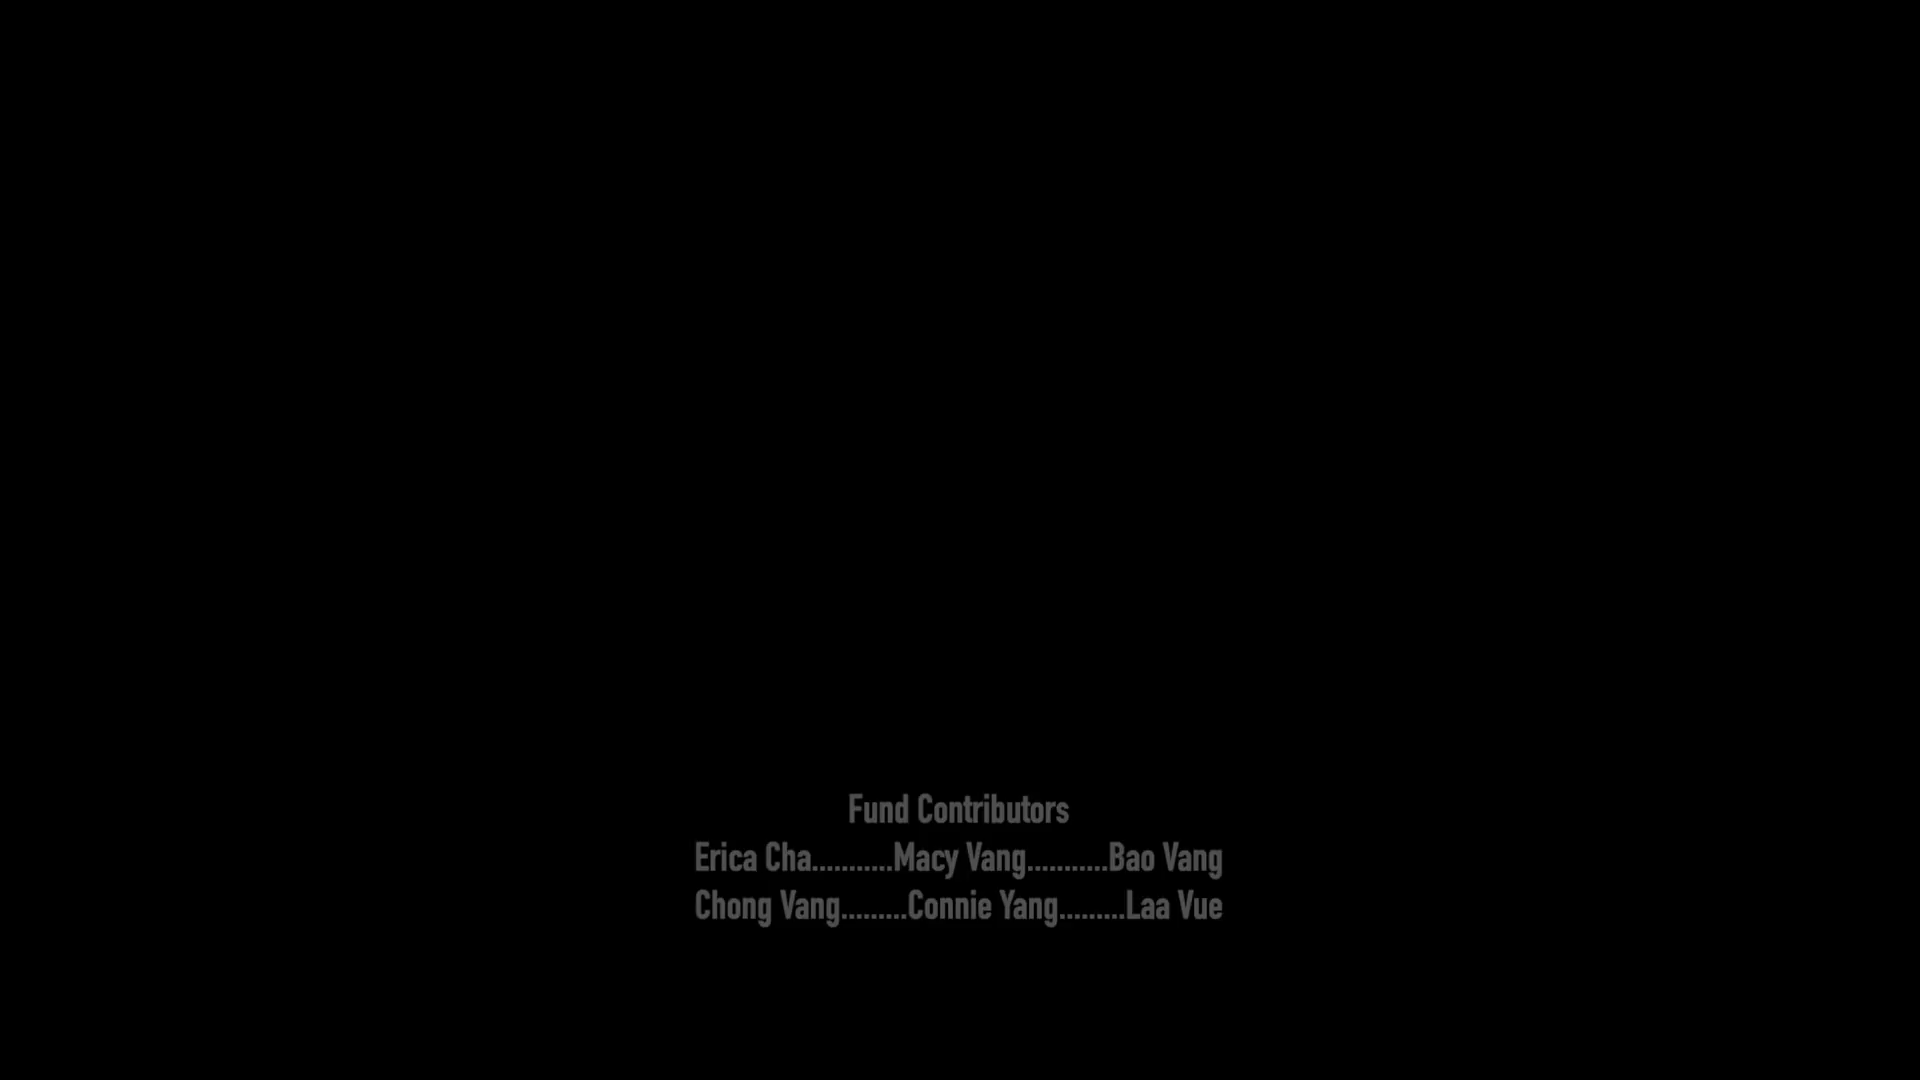 Fund Contributors
Erica Cha...........Macy Vang...........Bao Vang
Chong Vang.........Connie Yang.........Laa Vue